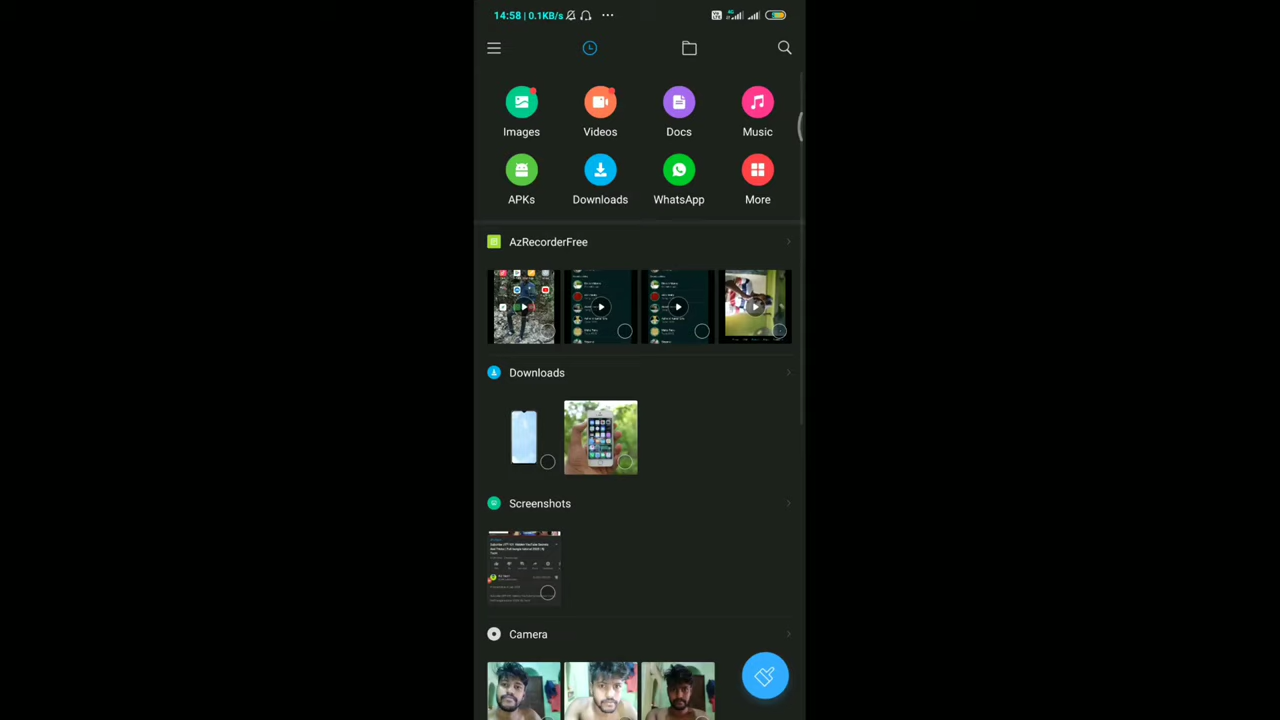 14:58 | 0.1KB/s
Images Videos Docs Music
APKs Downloads WhatsApp More
AzRecorderFree
Downloads
Screenshots
Camera